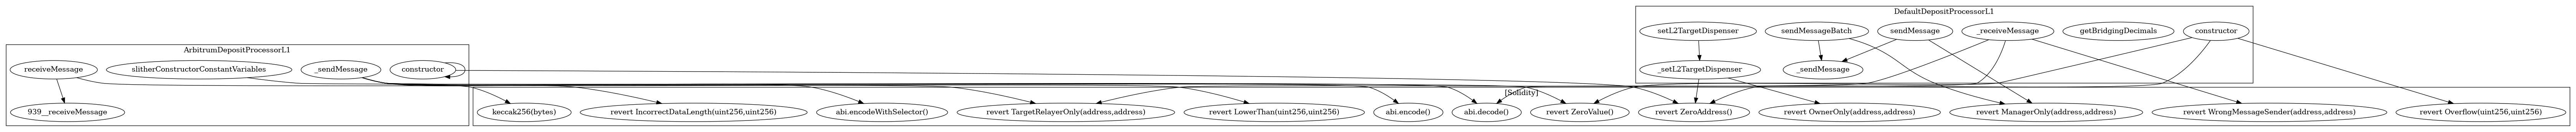 DefaultDepositProcessorL1
setL2TargetDispenser
sendMessageBatch
sendMessage
_receiveMessage
getBridgingDecimals
constructor
_setL2TargetDispenser
_sendMessage
ArbitrumDepositProcessorL1
receiveMessage
slitherConstructorConstantVariables
_sendMessage
constructor
939__receiveMessage
[Solidity]
keccak256(bytes)
revert IncorrectDataLength(uint256,uint256)
abi.encodeWithSelector()
revert TargetRelayerOnly(address,address)
revert LowerThan(uint256,uint256)
abi.encode()
abi.decode()
revert ZeroValue()
revert ZeroAddress()
revert OwnerOnly(address,address)
revert ManagerOnly(address,address)
revert WrongMessageSender(address,address)
revert Overflow(uint256,uint256)